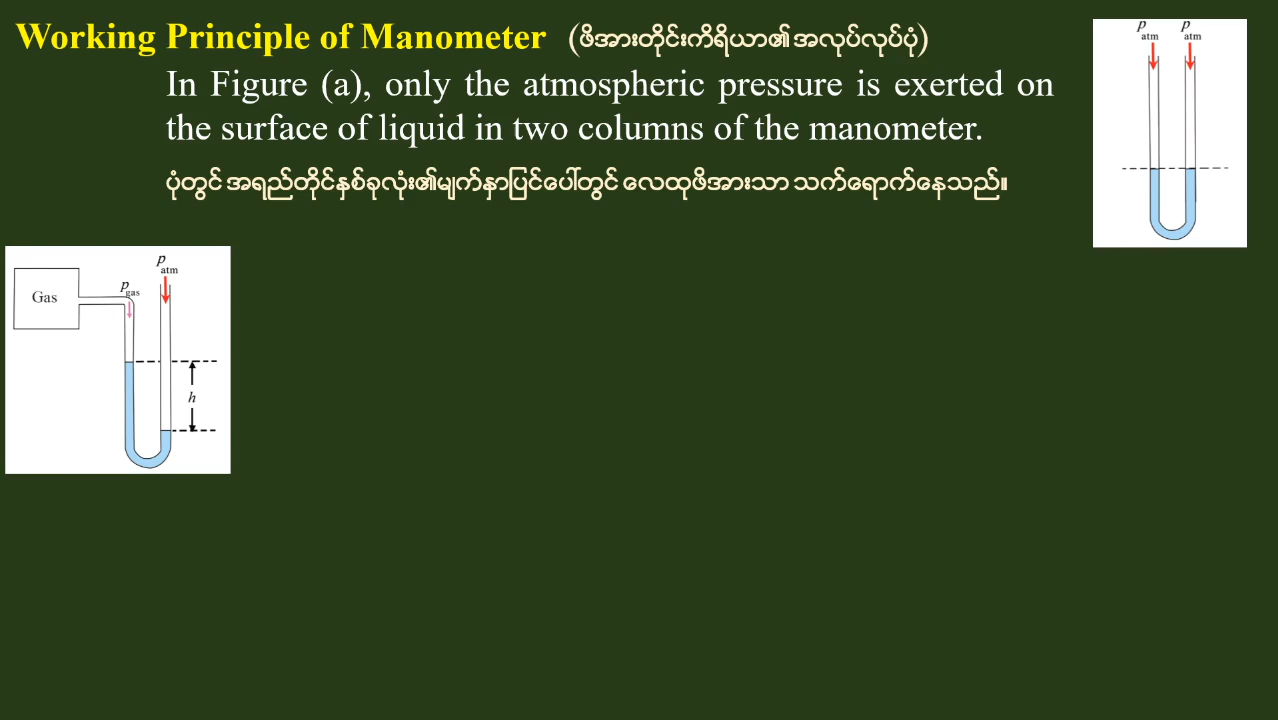 Working Principle of Manometer (ဖိအားတိုင်းကိရိယာ၏အလုပ်လုပ်ပုံ)
In Figure (a), only the atmospheric pressure is exerted on
the surface of liquid in two columns of the manometer.
ပုံတွင် အရည်တိုင်နှစ်ခုလုံး၏မျက်နှာပြင်ပေါ်တွင် လေထုဖိအားသာ သက်ရောက်နေသည်။
p atm p atm
Gas
p gas
p atm
h